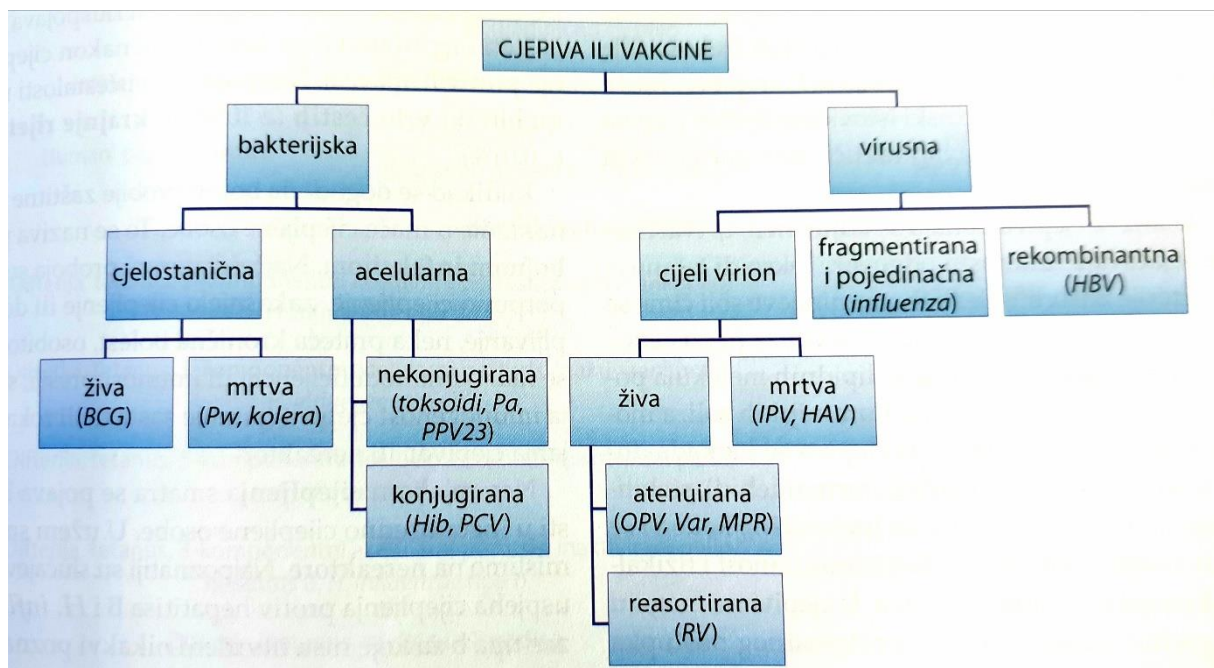 CJEPIVA ILI VAKCINE
bakterijska
virusna
cjelostanična
acelularna
cijeli virion
fragmentirana
i pojedinačna
(influenza)
rekombinantna
(HBV)
živa
(BCG)
mrtva
(Pw, kolera)
nekonjugirana
(toksoidi, Pa,
PPV23)
živa
mrtva
(IPV, HAV)
konjugirana
(Hib, PCV)
atenuirana
(OPV, Var, MPR)
reasortirana
(RV)